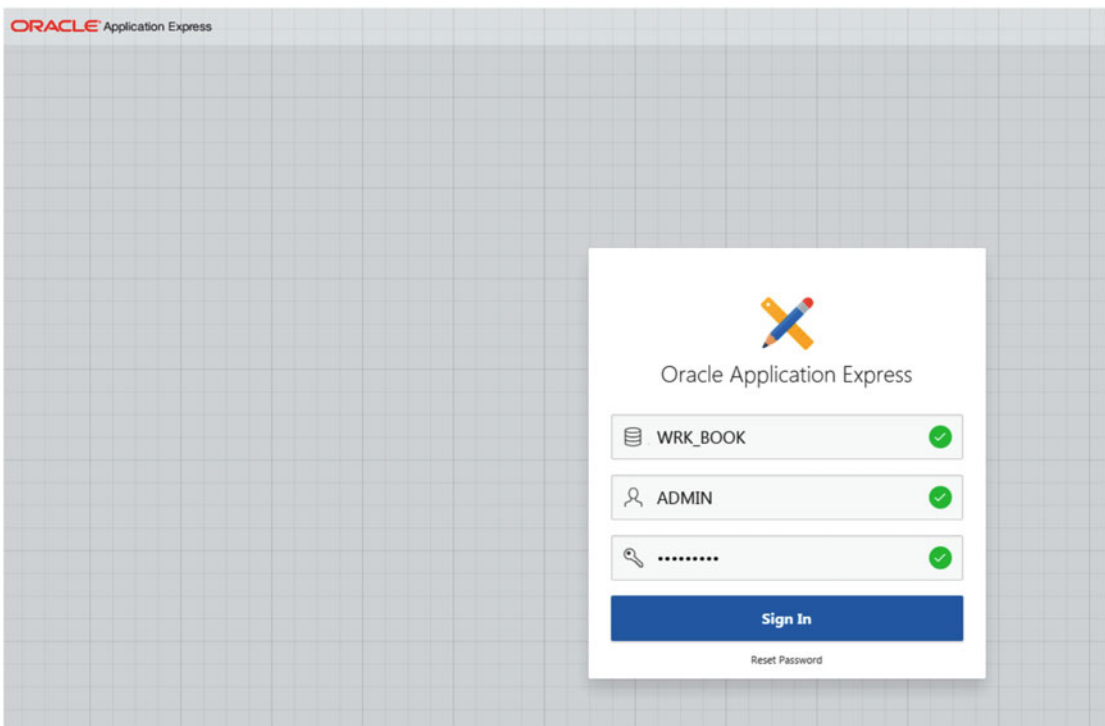 ORACLE Application Express
Oracle Application Express
WRK_BOOK
ADMIN
•••••••••
Sign In
Reset Password